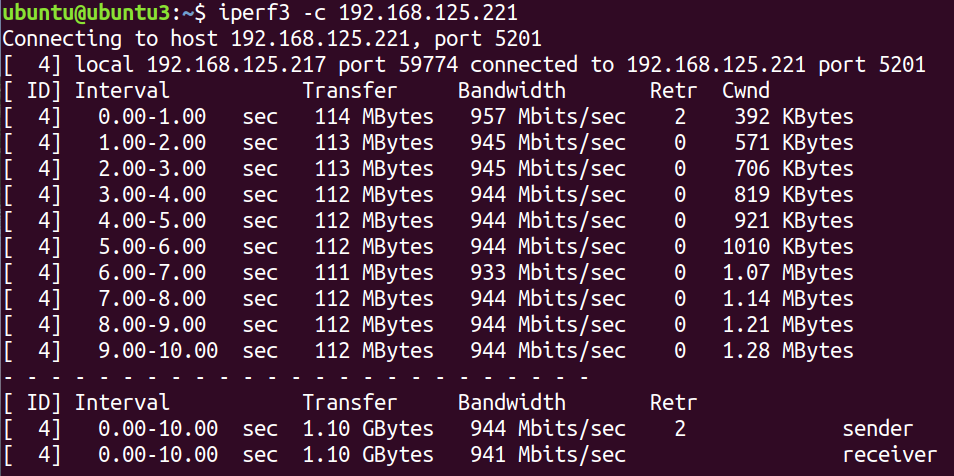 ubuntu@ubuntu3:~$ iperf3 -c 192.168.125.221
Connecting to host 192.168.125.221, port 5201
[  4] local 192.168.125.217 port 59774 connected to 192.168.125.221 port 5201
[ ID] Interval           Transfer     Bandwidth       Retr  Cwnd
[  4]   0.00-1.00   sec   114 MBytes   957 Mbits/sec    2    392 KBytes
[  4]   1.00-2.00   sec   113 MBytes   945 Mbits/sec    0    571 KBytes
[  4]   2.00-3.00   sec   113 MBytes   945 Mbits/sec    0    706 KBytes
[  4]   3.00-4.00   sec   112 MBytes   944 Mbits/sec    0    819 KBytes
[  4]   4.00-5.00   sec   112 MBytes   944 Mbits/sec    0    921 KBytes
[  4]   5.00-6.00   sec   112 MBytes   944 Mbits/sec    0   1010 KBytes
[  4]   6.00-7.00   sec   111 MBytes   933 Mbits/sec    0   1.07 MBytes
[  4]   7.00-8.00   sec   112 MBytes   944 Mbits/sec    0   1.14 MBytes
[  4]   8.00-9.00   sec   112 MBytes   944 Mbits/sec    0   1.21 MBytes
[  4]   9.00-10.00  sec   112 MBytes   944 Mbits/sec    0   1.28 MBytes
- - - - - - - - - - - - - - - - - - - - - - - - -
[ ID] Interval           Transfer     Bandwidth       Retr
[  4]   0.00-10.00  sec  1.10 GBytes   944 Mbits/sec    2             sender
[  4]   0.00-10.00  sec  1.10 GBytes   941 Mbits/sec                  receiver